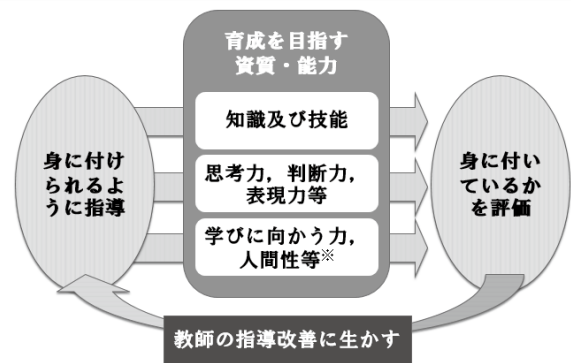 育成を目指す
資質・能力
知識及び技能
思考力，判断力，
表現力等
学びに向かう力，
人間性等※
身に付け
られるよ
うに指導
身に付い
ているか
を評価
教師の指導改善に生かす